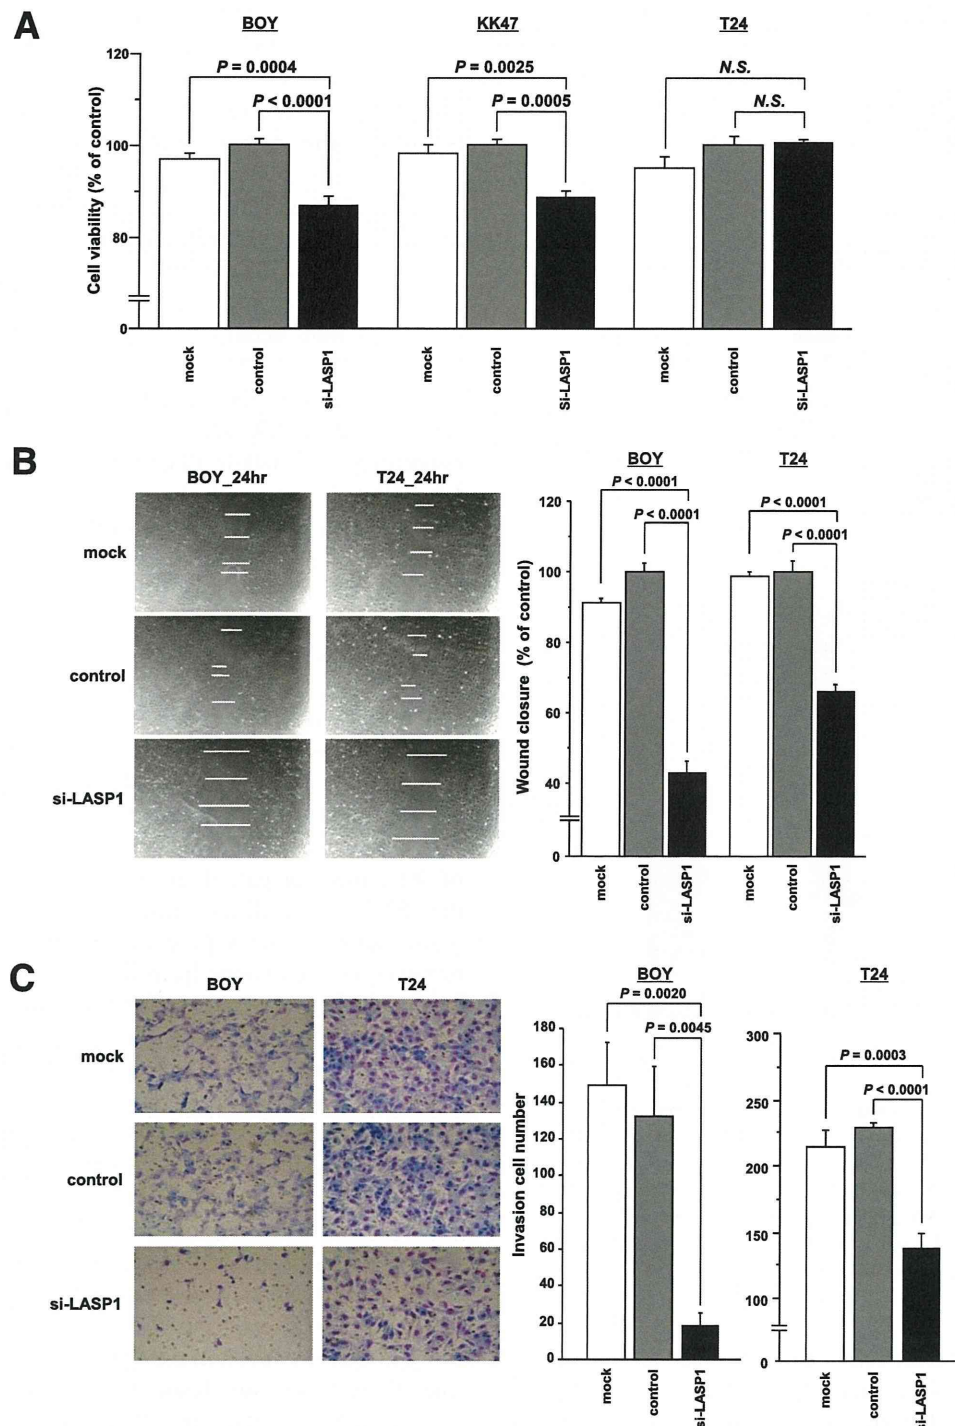 A
BOY
KK47
T24
Cell viability (% of control)
120
100
80
0
P = 0.0004
P < 0.0001
P = 0.0025
P = 0.0005
N.S.
N.S.
mock
control
si-LASP1
mock
control
Si-LASP1
mock
control
Si-LASP1
B
BOY_24hr
T24_24hr
mock
control
si-LASP1
BOY
T24
Wound closure (% of control)
120
100
80
60
40
0
P < 0.0001
P < 0.0001
P < 0.0001
P < 0.0001
mock
control
si-LASP1
mock
control
si-LASP1
C
BOY
T24
mock
control
si-LASP1
BOY
Invasion cell number
180
160
140
120
100
80
60
40
20
0
P = 0.0020
P = 0.0045
mock
control
si-LASP1
T24
300
250
200
150
100
0
P = 0.0003
P < 0.0001
mock
control
si-LASP1